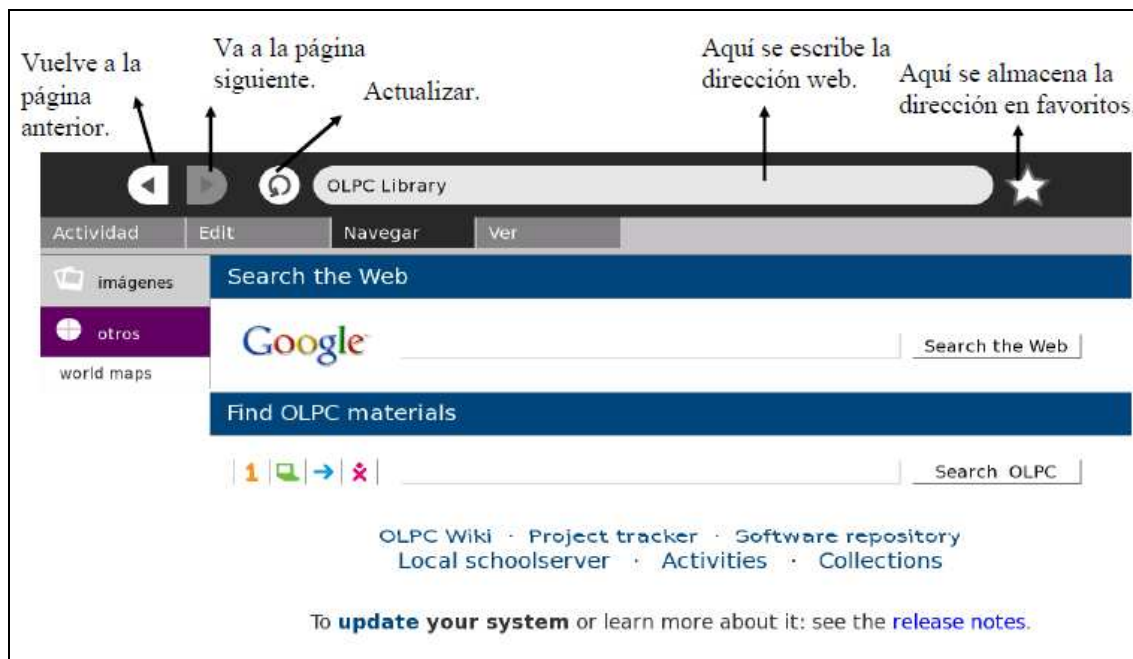 Vuelve a la
página
anterior.
Va a la página
siguiente.
Actualizar.
Aquí se escribe la
dirección web.
Aquí se almacena la
dirección en favoritos.
OLPC Library
Actividad
Edit
Navegar
Ver
imágenes
otros
world maps
Search the Web
Google
Search the Web
Find OLPC materials
1
Search OLPC
OLPC Wiki · Project tracker · Software repository
Local schoolserver · Activities · Collections
To update your system or learn more about it: see the release notes.